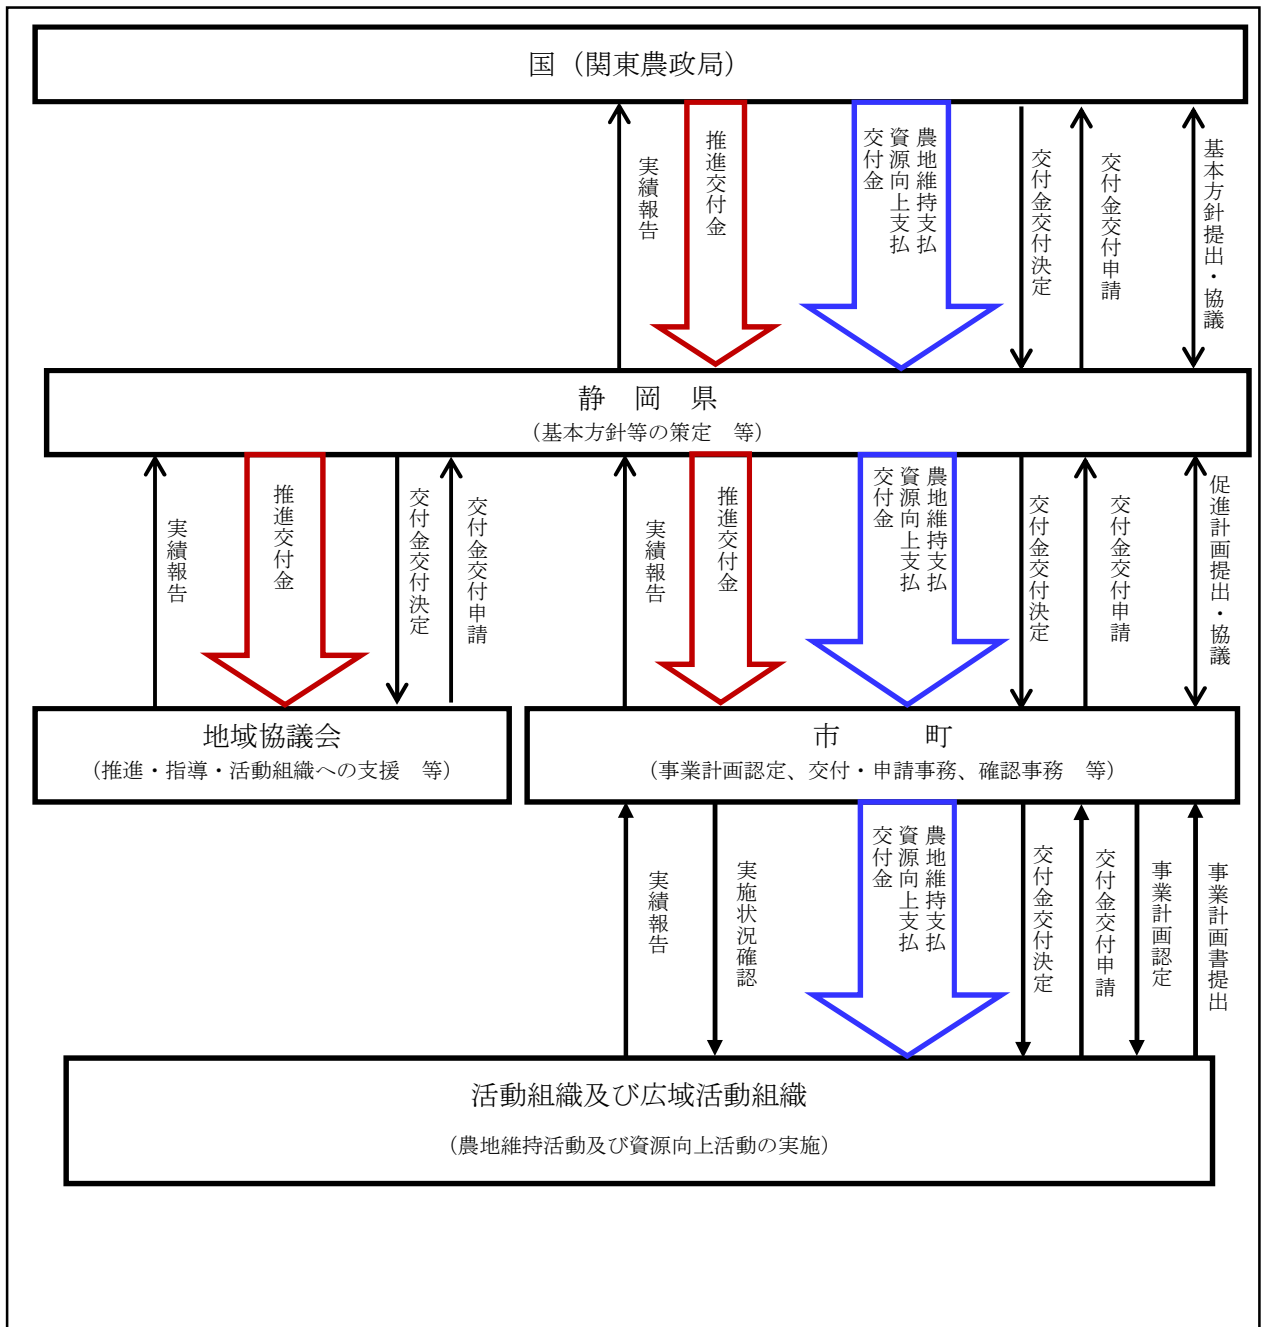 国（関東農政局）
実績報告
推進交付金
農地維持支払
資源向上支払
交付金
交付金交付決定
交付金交付申請
基本方針提出・協議
静　岡　県
（基本方針等の策定　等）
実績報告
推進交付金
交付金交付決定
交付金交付申請
実績報告
推進交付金
農地維持支払
資源向上支払
交付金
交付金交付決定
交付金交付申請
促進計画提出・協議
地域協議会
（推進・指導・活動組織への支援　等）
市　　　町
（事業計画認定、交付・申請事務、確認事務　等）
実績報告
実施状況確認
農地維持支払
資源向上支払
交付金
交付金交付決定
交付金交付申請
事業計画認定
事業計画書提出
活動組織及び広域活動組織
（農地維持活動及び資源向上活動の実施）